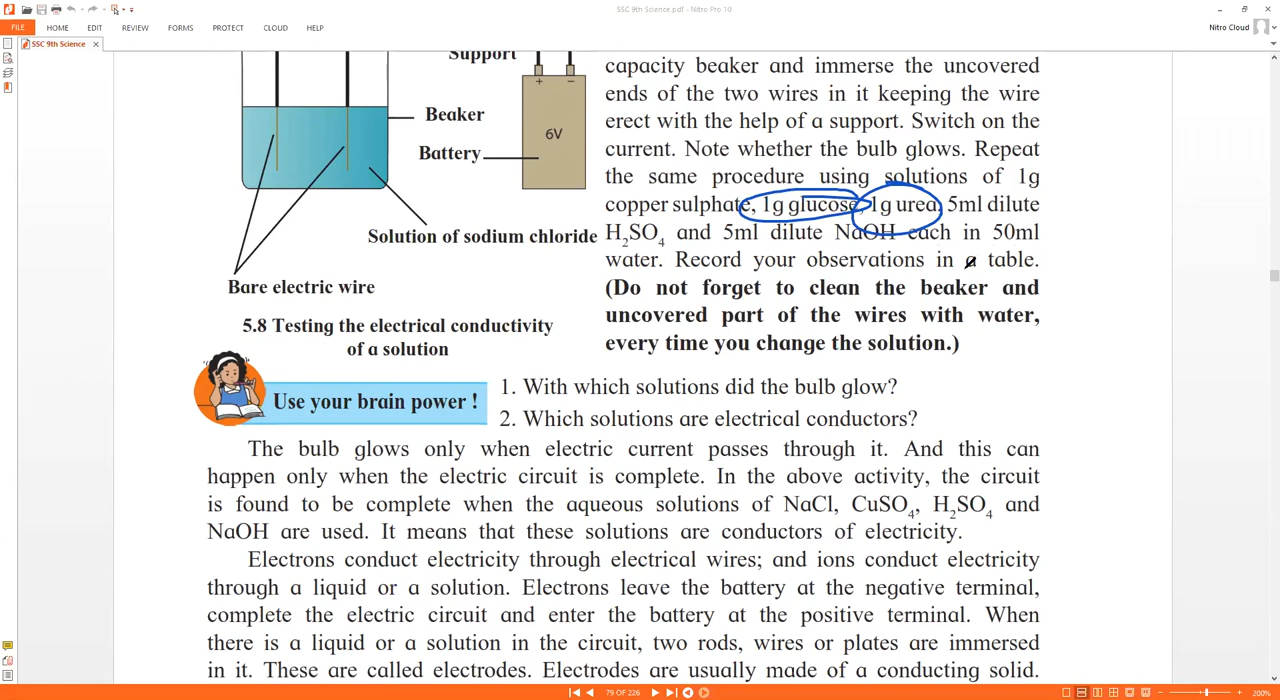 SSC 9th Science.pdf - Nitro Pro 10
FILE HOME EDIT REVIEW FORMS PROTECT CLOUD HELP
Nitro Cloud
SSC 9th Science
Support
+ −
6V
Beaker
Battery
Solution of sodium chloride
Bare electric wire
5.8 Testing the electrical conductivity
of a solution
capacity beaker and immerse the uncovered
ends of the two wires in it keeping the wire
erect with the help of a support. Switch on the
current. Note whether the bulb glows. Repeat
the same procedure using solutions of 1g
copper sulphate, 1g glucose, 1g urea, 5ml dilute
H₂SO₄ and 5ml dilute NaOH each in 50ml
water. Record your observations in a table.
(Do not forget to clean the beaker and
uncovered part of the wires with water,
every time you change the solution.)
Use your brain power !
1. With which solutions did the bulb glow?
2. Which solutions are electrical conductors?
The bulb glows only when electric current passes through it. And this can
happen only when the electric circuit is complete. In the above activity, the circuit
is found to be complete when the aqueous solutions of NaCl, CuSO₄, H₂SO₄ and
NaOH are used. It means that these solutions are conductors of electricity.
Electrons conduct electricity through electrical wires; and ions conduct electricity
through a liquid or a solution. Electrons leave the battery at the negative terminal,
complete the electric circuit and enter the battery at the positive terminal. When
there is a liquid or a solution in the circuit, two rods, wires or plates are immersed
in it. These are called electrodes. Electrodes are usually made of a conducting solid.
79 OF 226
200%